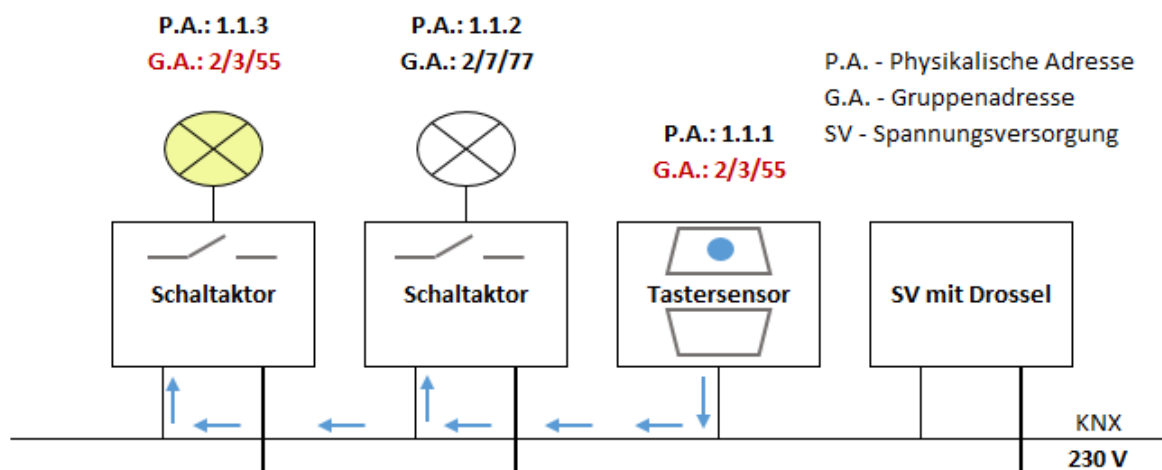 P.A.: 1.1.3
G.A.: 2/3/55
P.A.: 1.1.2
G.A.: 2/7/77
P.A. - Physikalische Adresse
G.A. - Gruppenadresse
SV - Spannungsversorgung
P.A.: 1.1.1
G.A.: 2/3/55
Schaltaktor
Schaltaktor
Tastersensor
SV mit Drossel
KNX
230 V